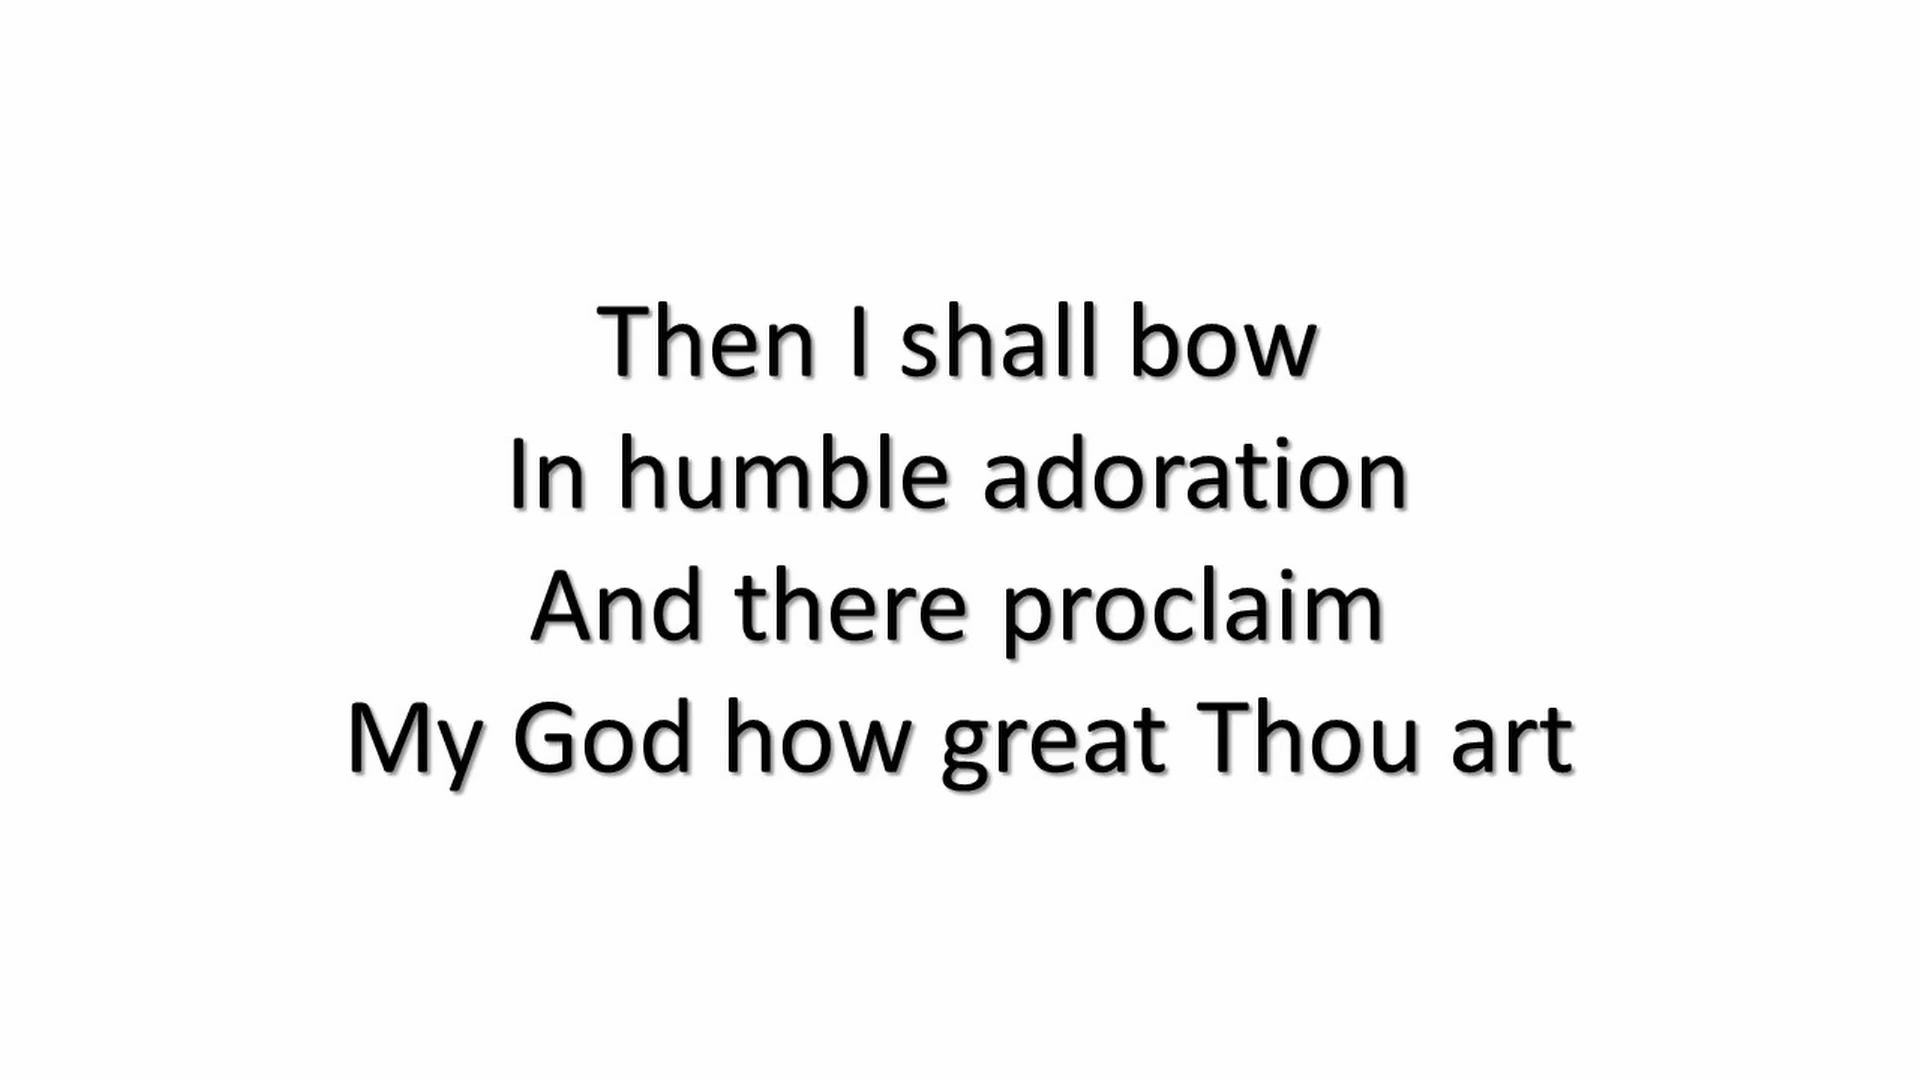 Then I shall bow
In humble adoration
And there proclaim
My God how great Thou art